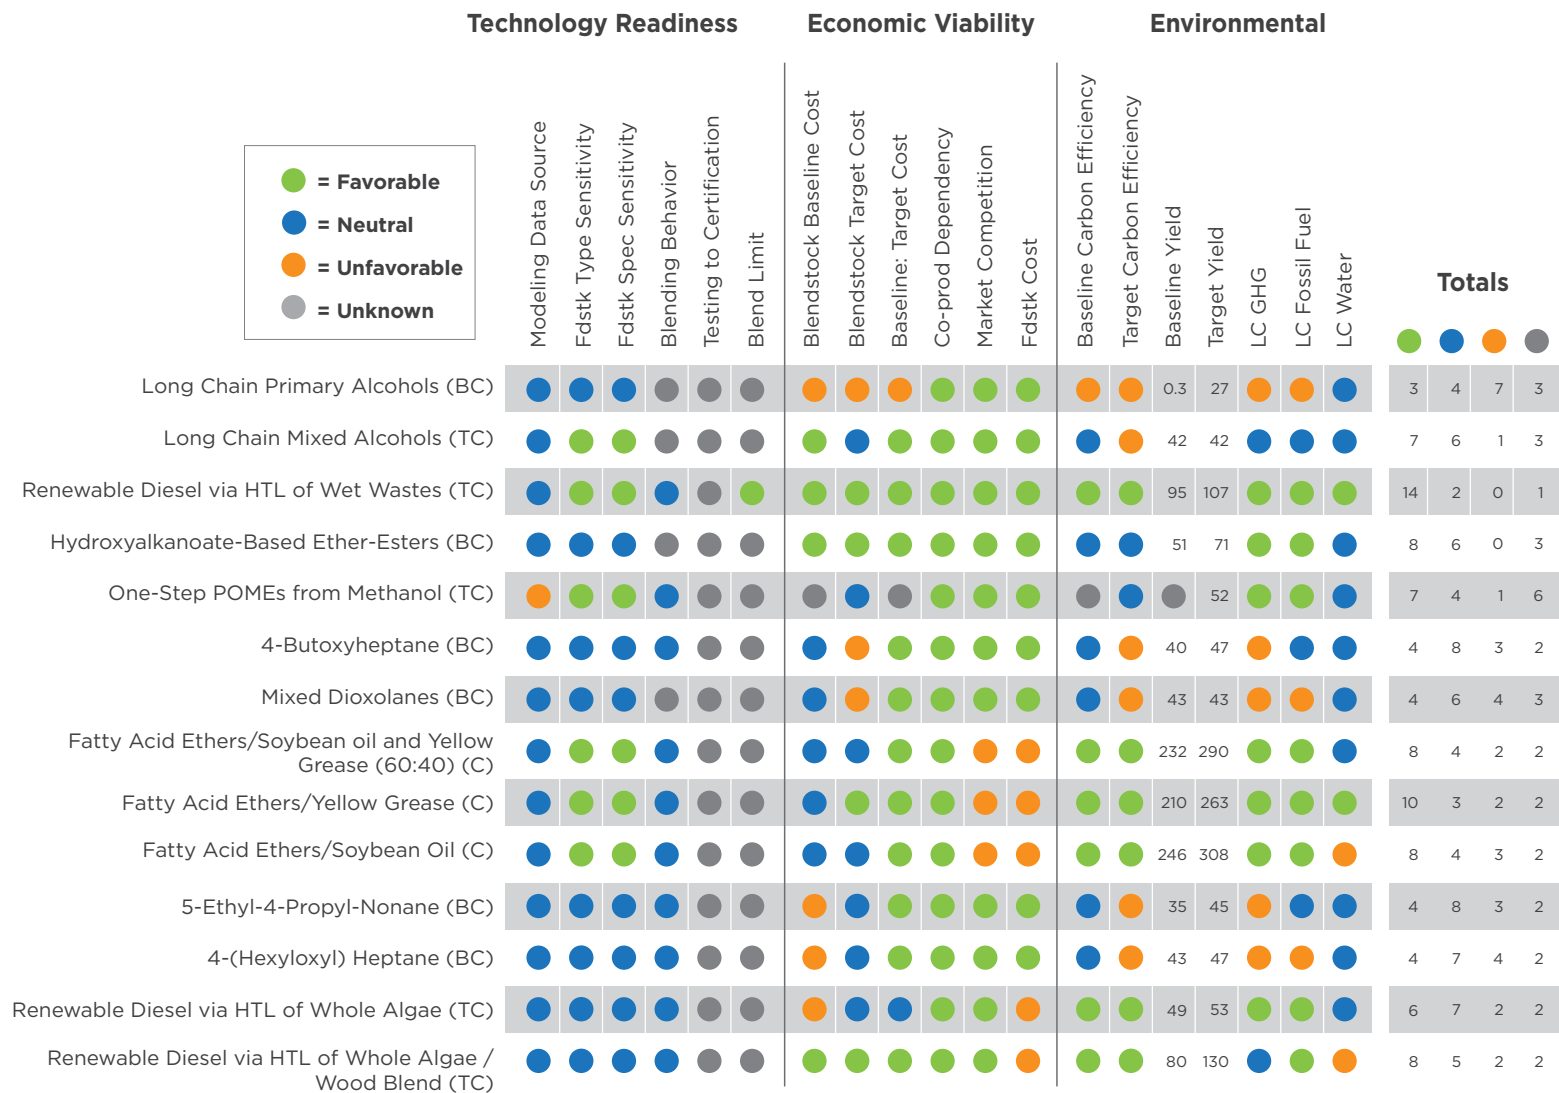 Technology Readiness
Economic Viability
Environmental
= Favorable
= Neutral
= Unfavorable
= Unknown
Modeling Data Source
Fdstk Type Sensitivity
Fdstk Spec Sensitivity
Blending Behavior
Testing to Certification
Blend Limit
Blendstock Baseline Cost
Blendstock Target Cost
Baseline: Target Cost
Co-prod Dependency
Market Competition
Fdstk Cost
Baseline Carbon Efficiency
Target Carbon Efficiency
Baseline Yield
Target Yield
LC GHG
LC Fossil Fuel
LC Water
Totals
Long Chain Primary Alcohols (BC) 0.3 27 3 4 7 3
Long Chain Mixed Alcohols (TC) 42 42 7 6 1 3
Renewable Diesel via HTL of Wet Wastes (TC) 95 107 14 2 0 1
Hydroxyalkanoate-Based Ether-Esters (BC) 51 71 8 6 0 3
One-Step POMEs from Methanol (TC) 52 7 4 1 6
4-Butoxyheptane (BC) 40 47 4 8 3 2
Mixed Dioxolanes (BC) 43 43 4 6 4 3
Fatty Acid Ethers/Soybean oil and Yellow
Grease (60:40) (C) 232 290 8 4 2 2
Fatty Acid Ethers/Yellow Grease (C) 210 263 10 3 2 2
Fatty Acid Ethers/Soybean Oil (C) 246 308 8 4 3 2
5-Ethyl-4-Propyl-Nonane (BC) 35 45 4 8 3 2
4-(Hexyloxyl) Heptane (BC) 43 47 4 7 4 2
Renewable Diesel via HTL of Whole Algae (TC) 49 53 6 7 2 2
Renewable Diesel via HTL of Whole Algae /
Wood Blend (TC) 80 130 8 5 2 2